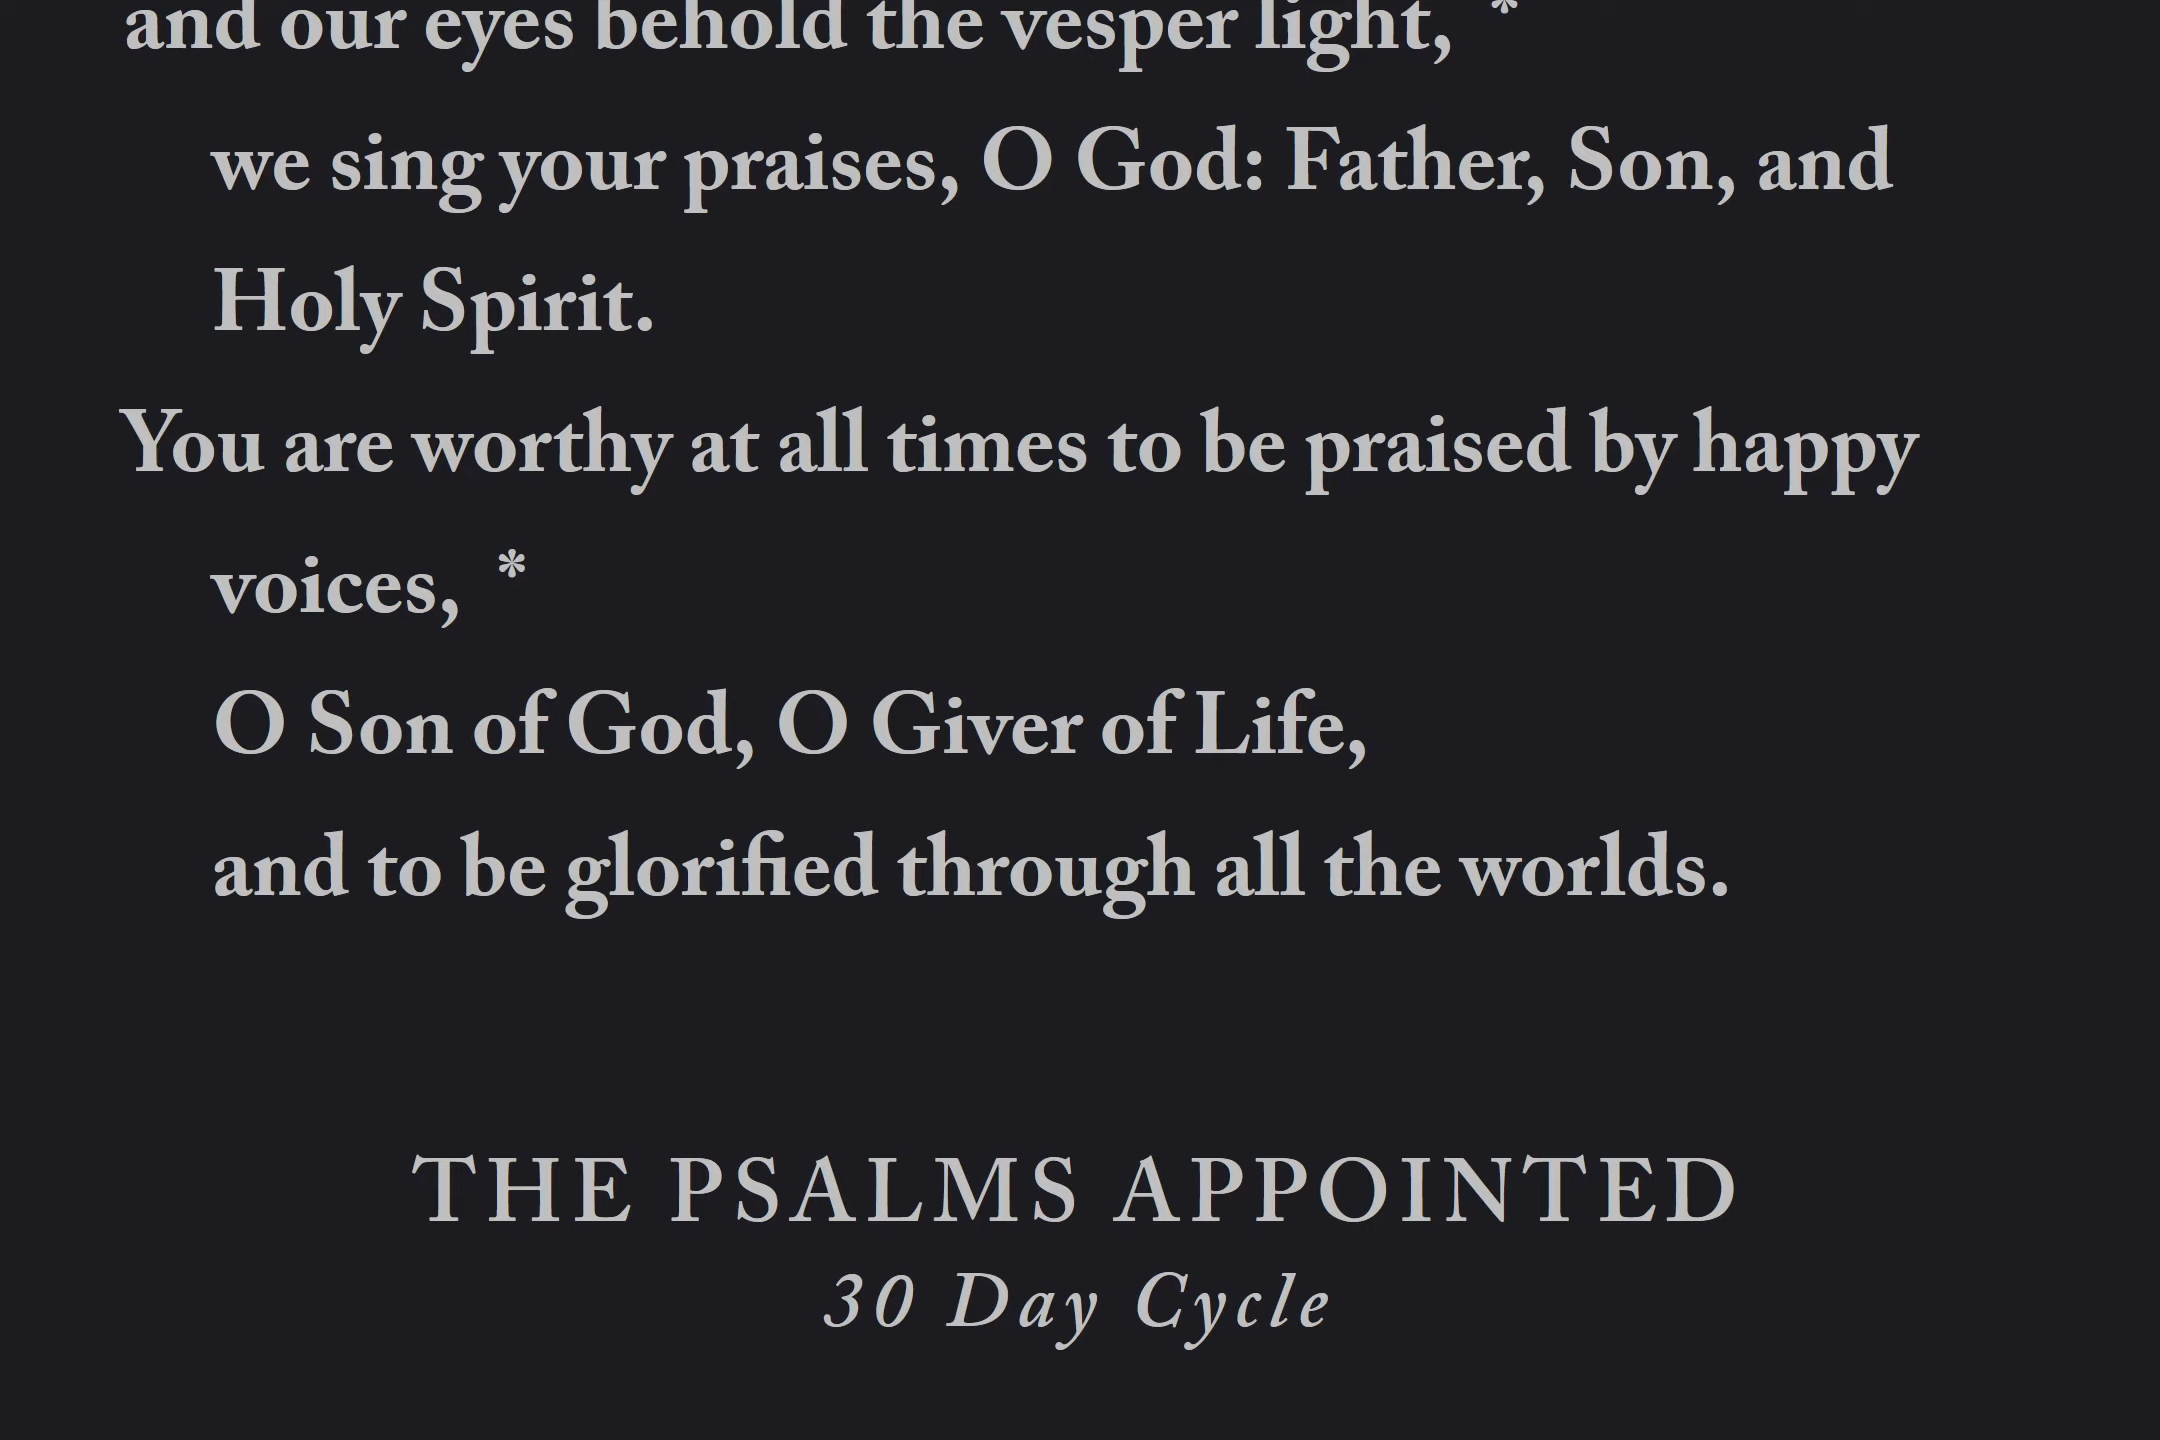 and our eyes behold the vesper light, *
we sing your praises, O God: Father, Son, and
Holy Spirit.
You are worthy at all times to be praised by happy
voices, *
O Son of God, O Giver of Life,
and to be glorified through all the worlds.
THE PSALMS APPOINTED
30 Day Cycle